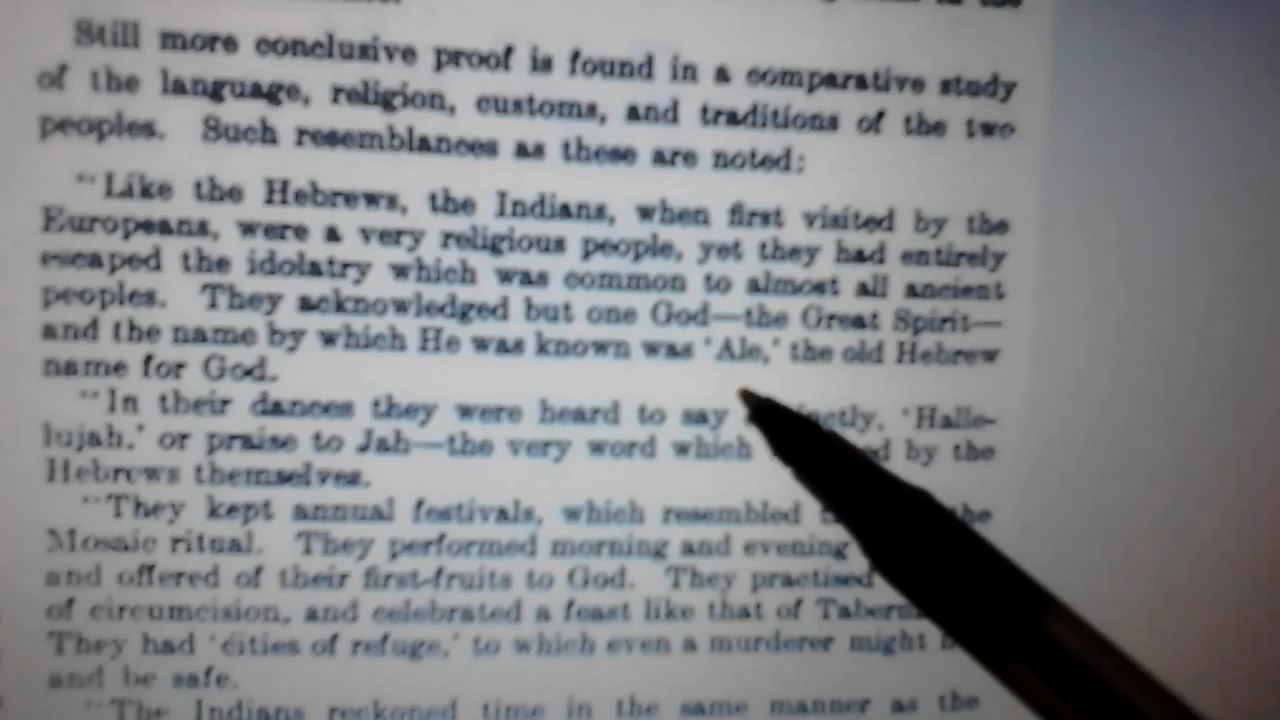 Still more conclusive proof is found in a comparative study
of the language, religion, customs, and traditions of the two
peoples. Such resemblances as these are noted:
"Like the Hebrews, the Indians, when first visited by the
Europeans, were a very religious people, yet they had entirely
escaped the idolatry which was common to almost all ancient
peoples. They acknowledged but one God—the Great Spirit—
and the name by which He was known was 'Ale,' the old Hebrew
name for God.
"In their dances they were heard to say 'Halle-
lujah,' or praise to Jah—the very word which by the
Hebrews themselves.
"They kept annual festivals, which resembled the
Mosaic ritual. They performed morning and evening
and offered of their first-fruits to God. They practised
of circumcision, and celebrated a feast like that of
They had 'cities of refuge,' to which even a murderer might
and be safe.
"The Indians reckoned time in the same manner as the